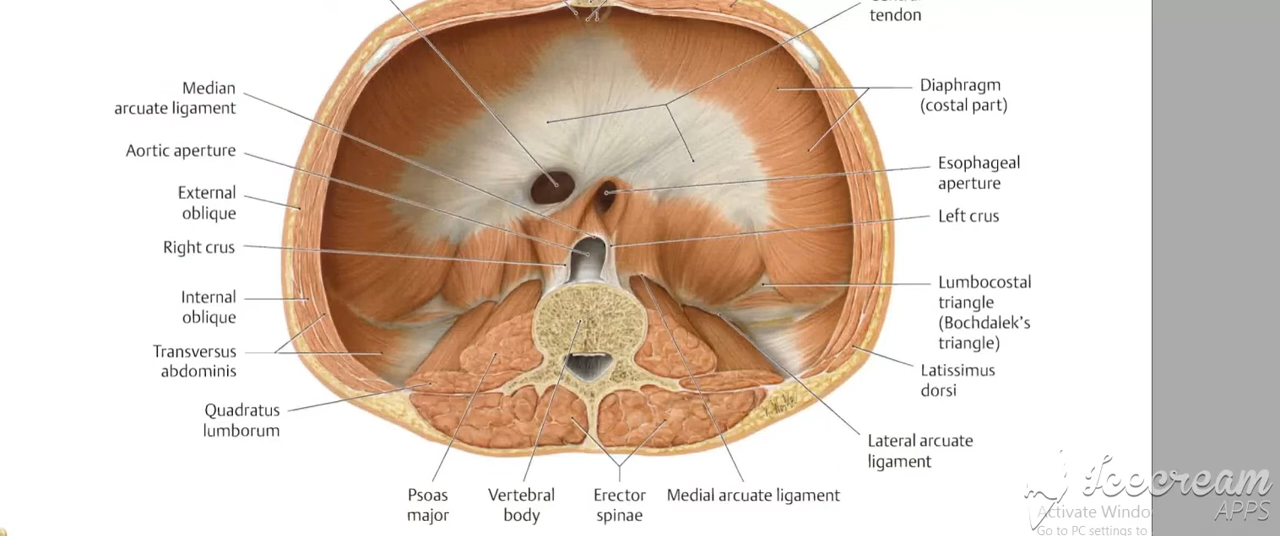 tendon
Median
arcuate ligament
Aortic aperture
External
oblique
Right crus
Internal
oblique
Transversus
abdominis
Quadratus
lumborum
Diaphragm
(costal part)
Esophageal
aperture
Left crus
Lumbocostal
triangle
(Bochdalek's
triangle)
Latissimus
dorsi
Lateral arcuate
ligament
Psoas
major
Vertebral
body
Erector
spinae
Medial arcuate ligament
Icecream
APPS
Activate Windo
Go to PC settings to